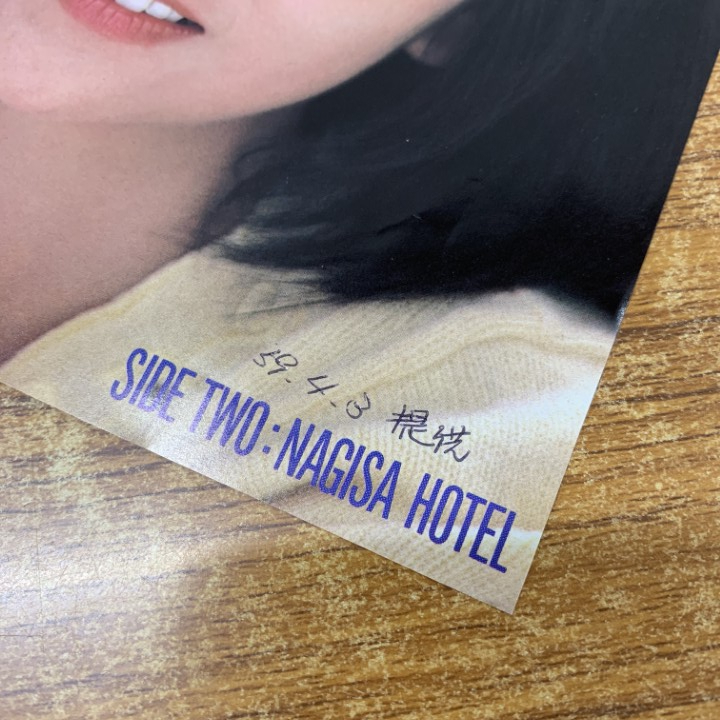 59.4.3 提供
SIDE TWO: NAGISA HOTEL